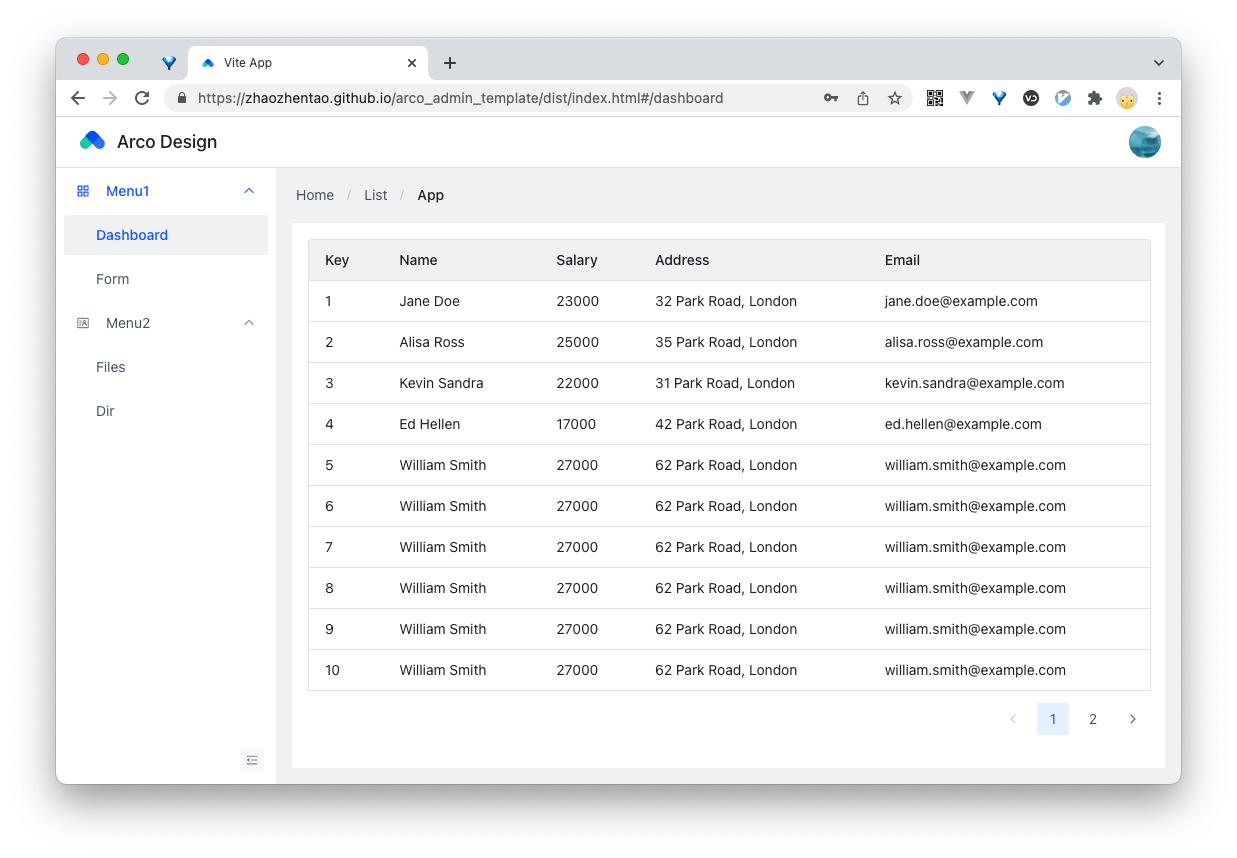 Vite App
https://zhaozhentao.github.io/arco_admin_template/dist/index.html#/dashboard
Arco Design
Menu1
Dashboard
Form
Menu2
Files
Dir
Home / List / App
Key Name Salary Address Email
1 Jane Doe 23000 32 Park Road, London jane.doe@example.com
2 Alisa Ross 25000 35 Park Road, London alisa.ross@example.com
3 Kevin Sandra 22000 31 Park Road, London kevin.sandra@example.com
4 Ed Hellen 17000 42 Park Road, London ed.hellen@example.com
5 William Smith 27000 62 Park Road, London william.smith@example.com
6 William Smith 27000 62 Park Road, London william.smith@example.com
7 William Smith 27000 62 Park Road, London william.smith@example.com
8 William Smith 27000 62 Park Road, London william.smith@example.com
9 William Smith 27000 62 Park Road, London william.smith@example.com
10 William Smith 27000 62 Park Road, London william.smith@example.com
1 2